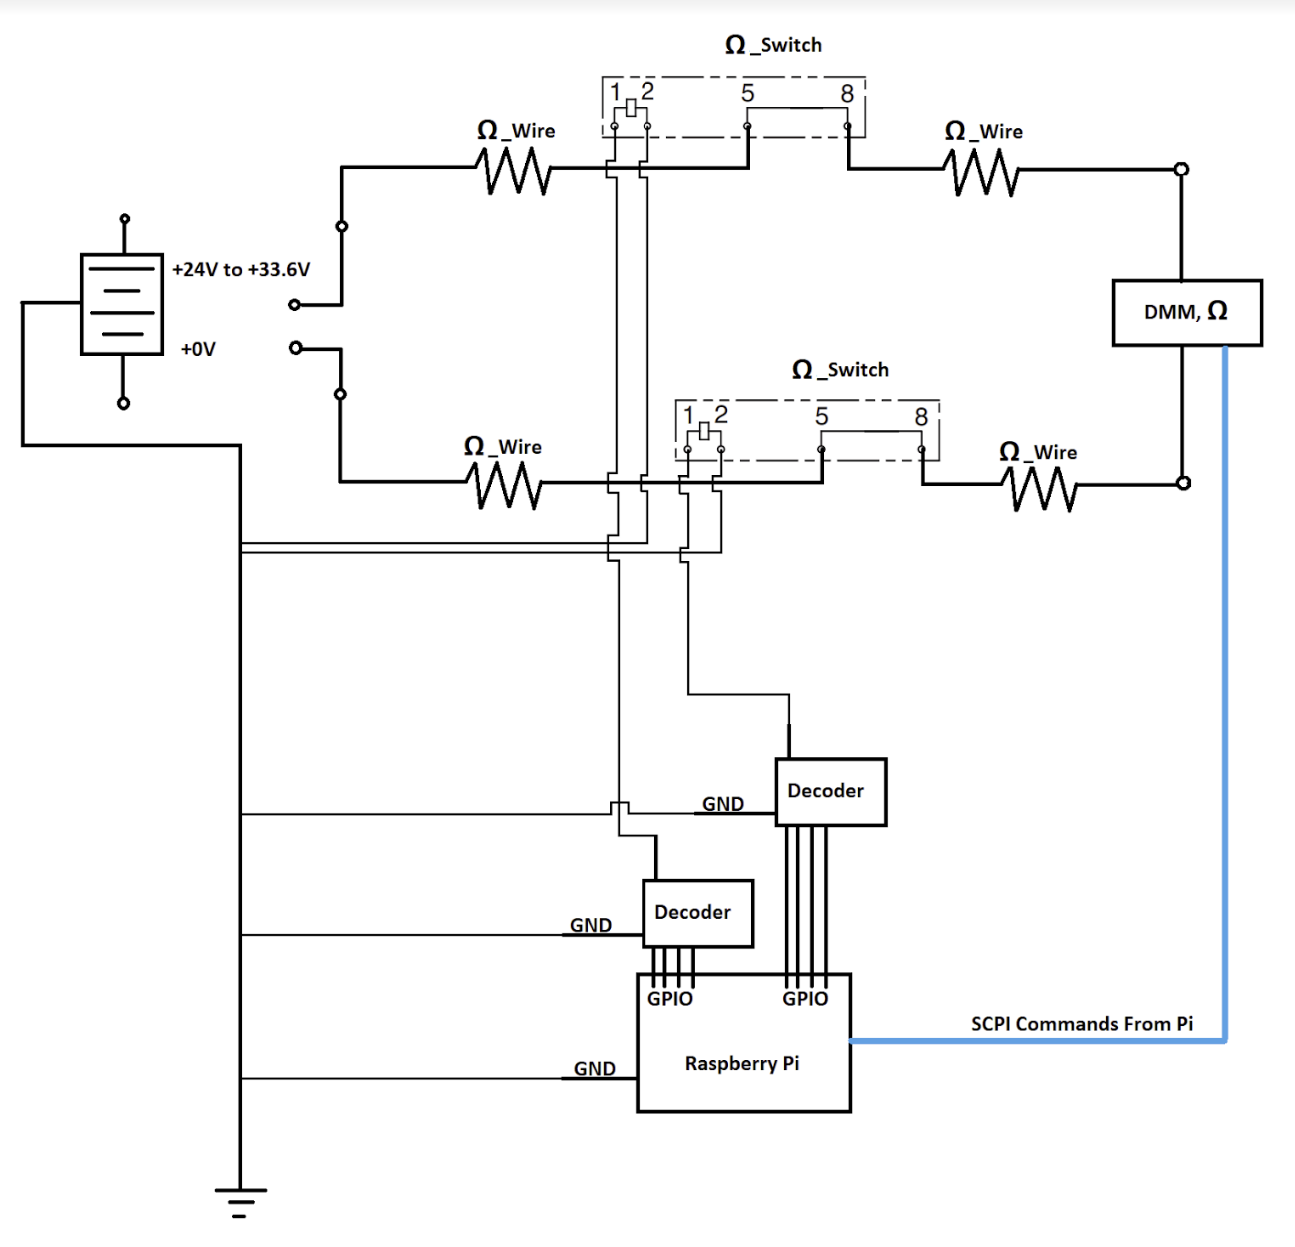 Ω_Switch
1 2 5 8
Ω_Wire
Ω_Wire
+24V to +33.6V
DMM, Ω
+0V
Ω_Switch
1 2 5 8
Ω_Wire
Ω_Wire
Decoder
GND
Decoder
GND
GPIO
GPIO
SCPI Commands From Pi
Raspberry Pi
GND